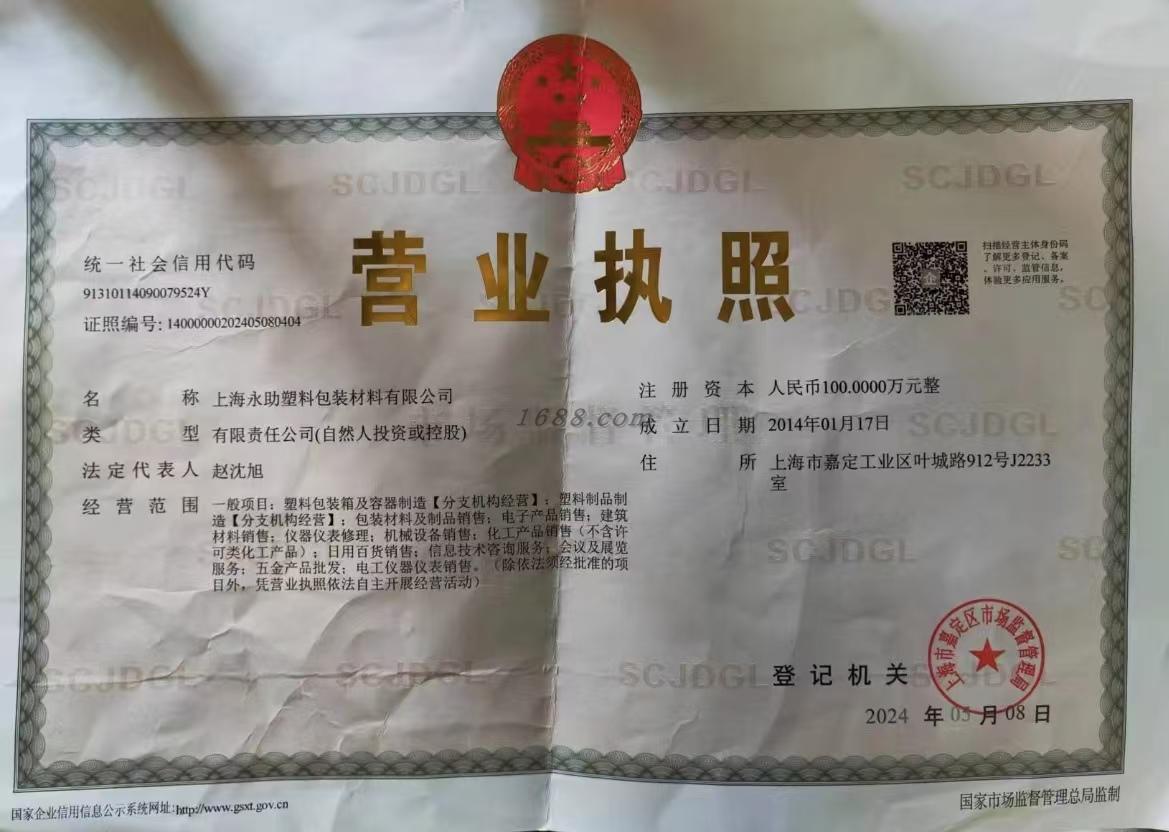 营业执照
统一社会信用代码
91310114090079524Y
证照编号: 14000000202405080404
扫描经营主体身份码
了解更多登记、备案
、许可、监管信息,
体验更多应用服务。
名 称 上海永助塑料包装材料有限公司
类 型 有限责任公司(自然人投资或控股)
法定代表人 赵沈旭
经营范围 一般项目：塑料包装箱及容器制造【分支机构经营】；塑料制品制
造【分支机构经营】；包装材料及制品销售；电子产品销售；建筑
材料销售；仪器仪表修理；机械设备销售；化工产品销售（不含许
可类化工产品）；日用百货销售；信息技术咨询服务；会议及展览
服务；五金产品批发；电工仪器仪表销售。（除依法须经批准的项
目外，凭营业执照依法自主开展经营活动）
注册资本 人民币100.0000万元整
成立日期 2014年01月17日
住 所 上海市嘉定工业区叶城路912号J2233
室
1688.com
登记机关
上海市嘉定区市场监督管理局
2024 年 05 月 08 日
SCJDGL
国家企业信用信息公示系统网址:http://www.gsxt.gov.cn
国家市场监督管理总局监制